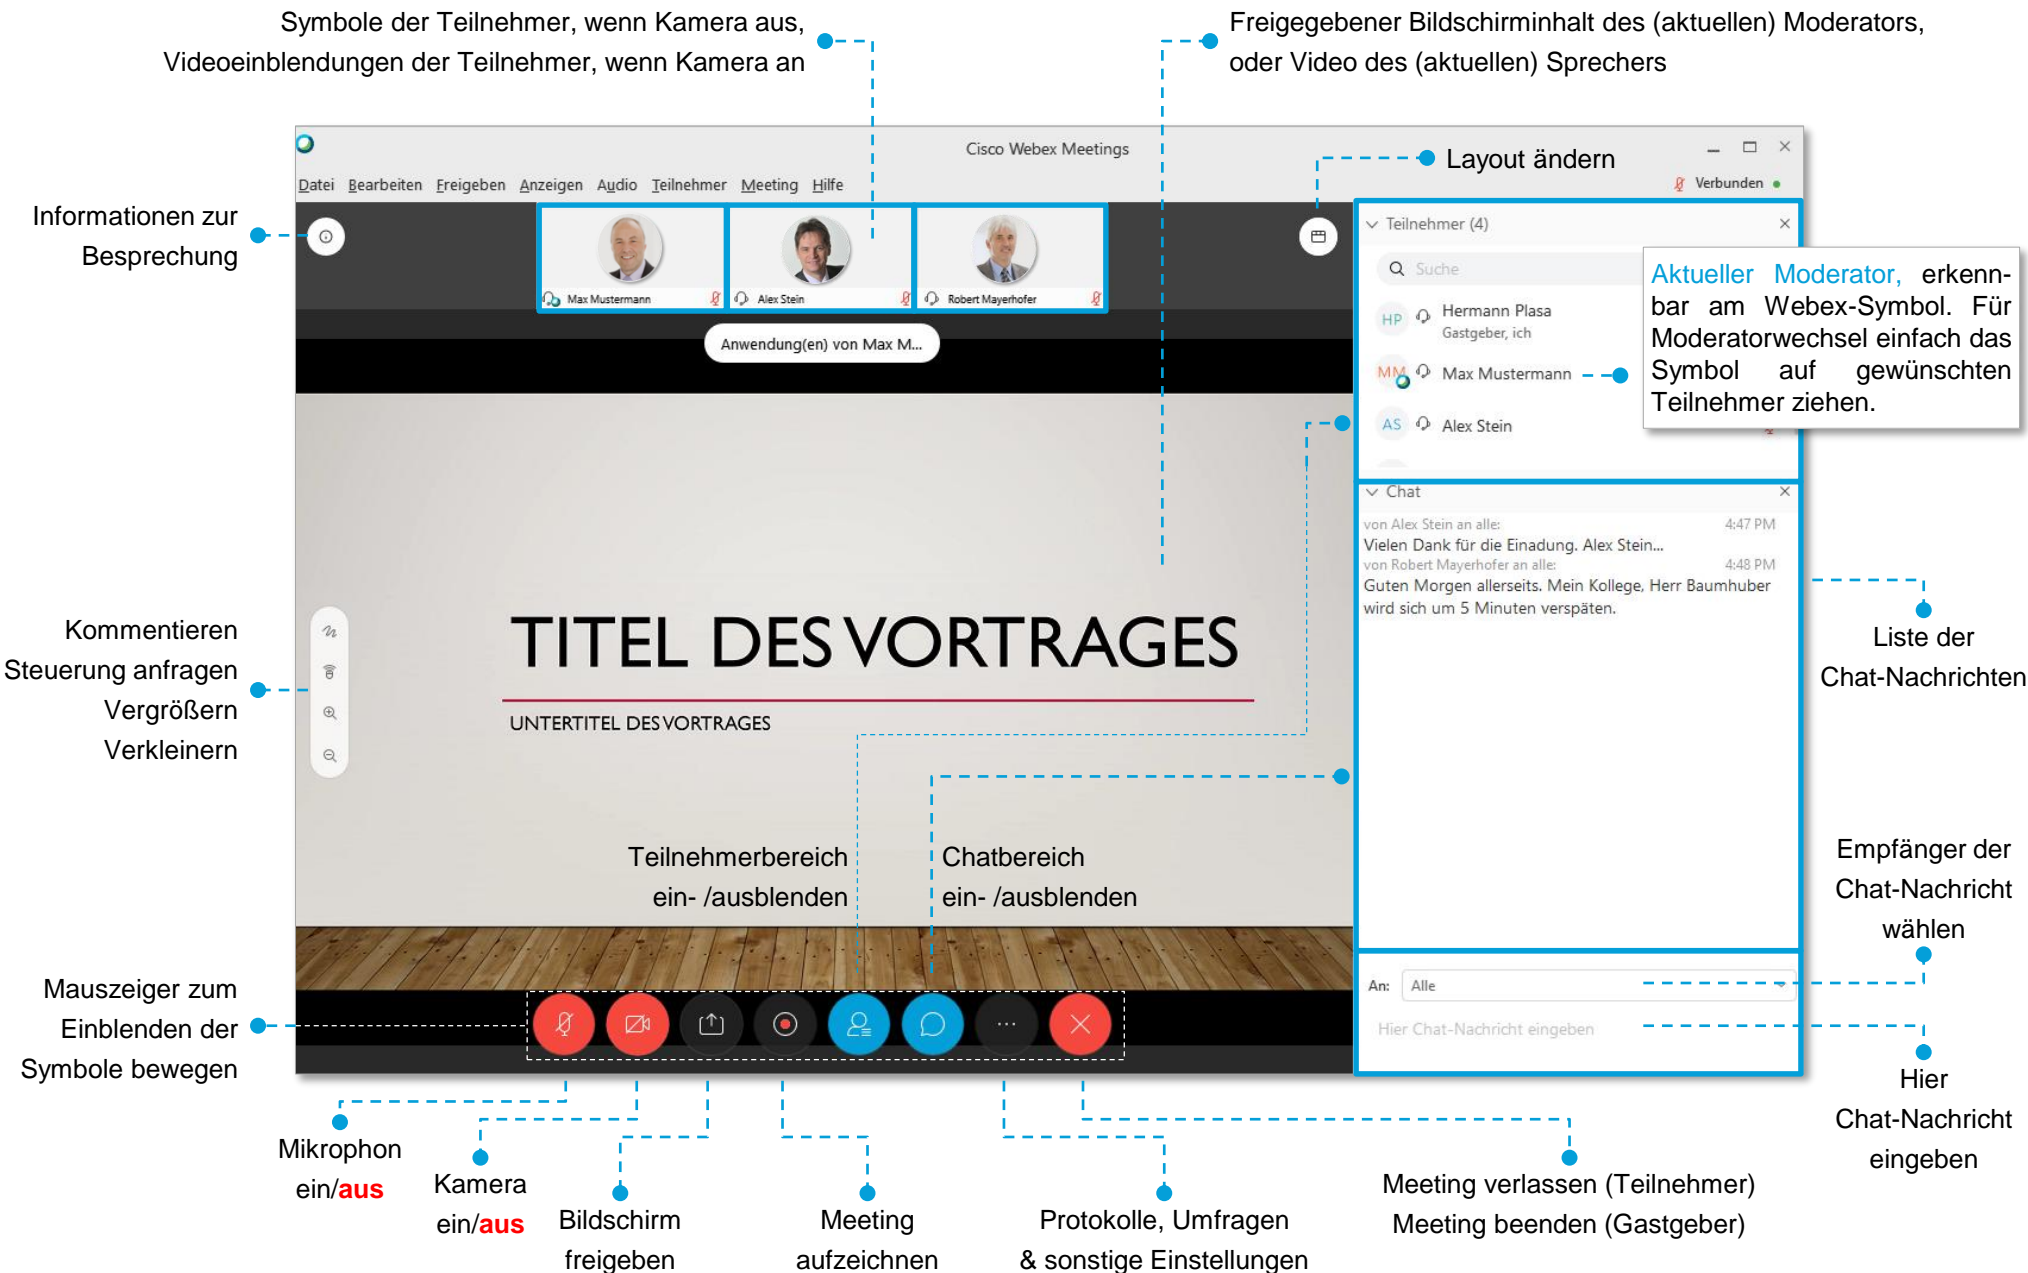 Symbole der Teilnehmer, wenn Kamera aus,
Videoeinblendungen der Teilnehmer, wenn Kamera an
Freigegebener Bildschirminhalt des (aktuellen) Moderators,
oder Video des (aktuellen) Sprechers
Cisco Webex Meetings
Layout ändern
Datei Bearbeiten Freigeben Anzeigen Audio Teilnehmer Meeting Hilfe
Verbunden
Informationen zur
Besprechung
Max Mustermann
Alex Stein
Robert Mayerhofer
Anwendung(en) von Max M...
Teilnehmer (4)
Suche
HP
Hermann Plasa
Gastgeber, ich
MM
Max Mustermann
AS
Alex Stein
Aktueller Moderator, erkenn-
bar am Webex-Symbol. Für
Moderatorwechsel einfach das
Symbol auf gewünschten
Teilnehmer ziehen.
Chat
von Alex Stein an alle: 4:47 PM
Vielen Dank für die Einadung. Alex Stein...
von Robert Mayerhofer an alle: 4:48 PM
Guten Morgen allerseits. Mein Kollege, Herr Baumhuber
wird sich um 5 Minuten verspäten.
Liste der
Chat-Nachrichten
Kommentieren
Steuerung anfragen
Vergrößern
Verkleinern
TITEL DES VORTRAGES
UNTERTITEL DES VORTRAGES
Teilnehmerbereich
ein- /ausblenden
Chatbereich
ein- /ausblenden
Empfänger der
Chat-Nachricht
wählen
An: Alle
Hier Chat-Nachricht eingeben
Hier
Chat-Nachricht
eingeben
Mauszeiger zum
Einblenden der
Symbole bewegen
Mikrophon
ein/aus
Kamera
ein/aus
Bildschirm
freigeben
Meeting
aufzeichnen
Protokolle, Umfragen
& sonstige Einstellungen
Meeting verlassen (Teilnehmer)
Meeting beenden (Gastgeber)